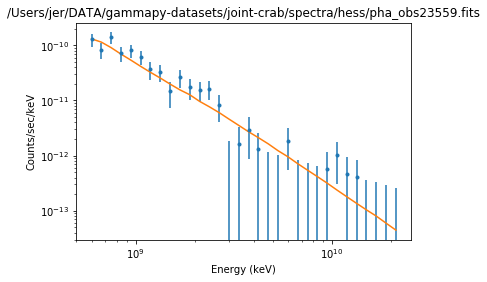 /Users/jer/DATA/gammapy-datasets/joint-crab/spectra/hess/pha_obs23559.fits
10⁻¹⁰
10⁻¹¹
10⁻¹²
10⁻¹³
Counts/sec/keV
10⁹
10¹⁰
Energy (keV)